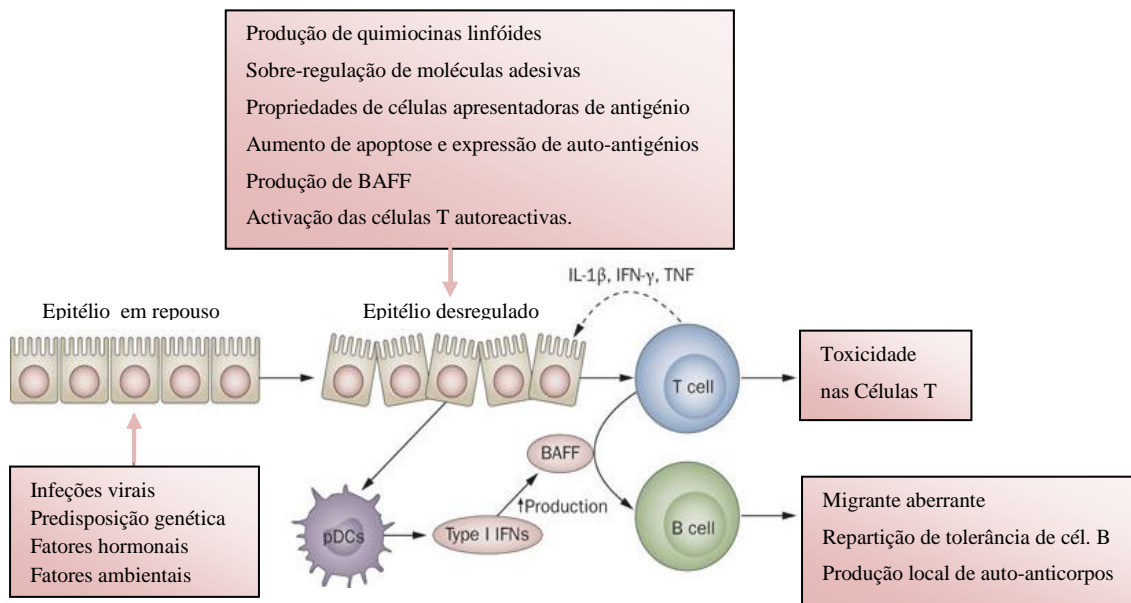 Produção de quimiocinas linfóides
Sobre-regulação de moléculas adesivas
Propriedades de células apresentadoras de antigénio
Aumento de apoptose e expressão de auto-antigénios
Produção de BAFF
Activação das células T autoreactivas.
IL-1β, IFN-γ, TNF
Epitélio em repouso
Epitélio desregulado
T cell
Toxicidade
nas Células T
BAFF
↑Production
Infeções virais
Predisposição genética
Fatores hormonais
Fatores ambientais
pDCs
Type I IFNs
B cell
Migrante aberrante
Repartição de tolerância de cél. B
Produção local de auto-anticorpos